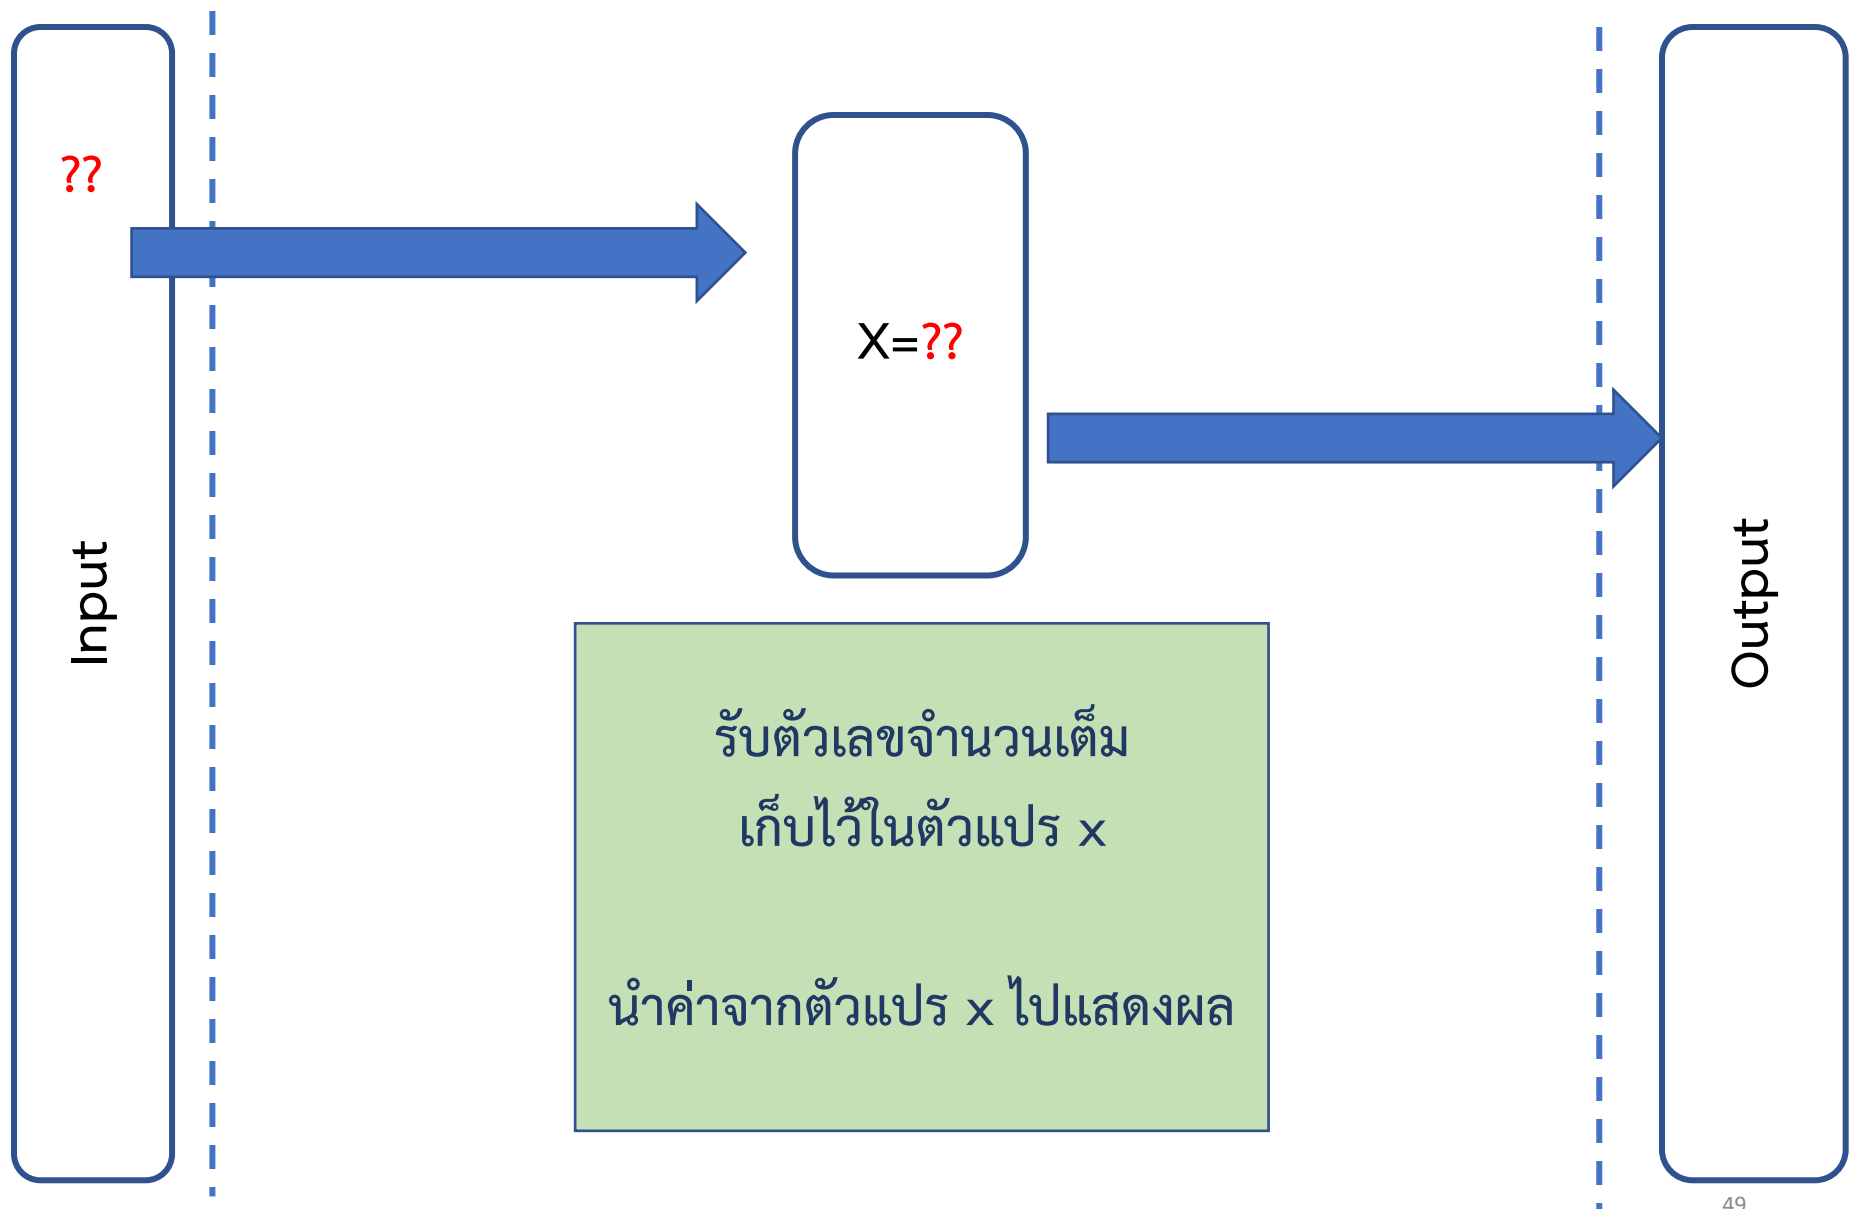 ??
Input
X=??
Output
รับตัวเลขจำนวนเต็ม
เก็บไว้ในตัวแปร x
นำค่าจากตัวแปร x ไปแสดงผล
49